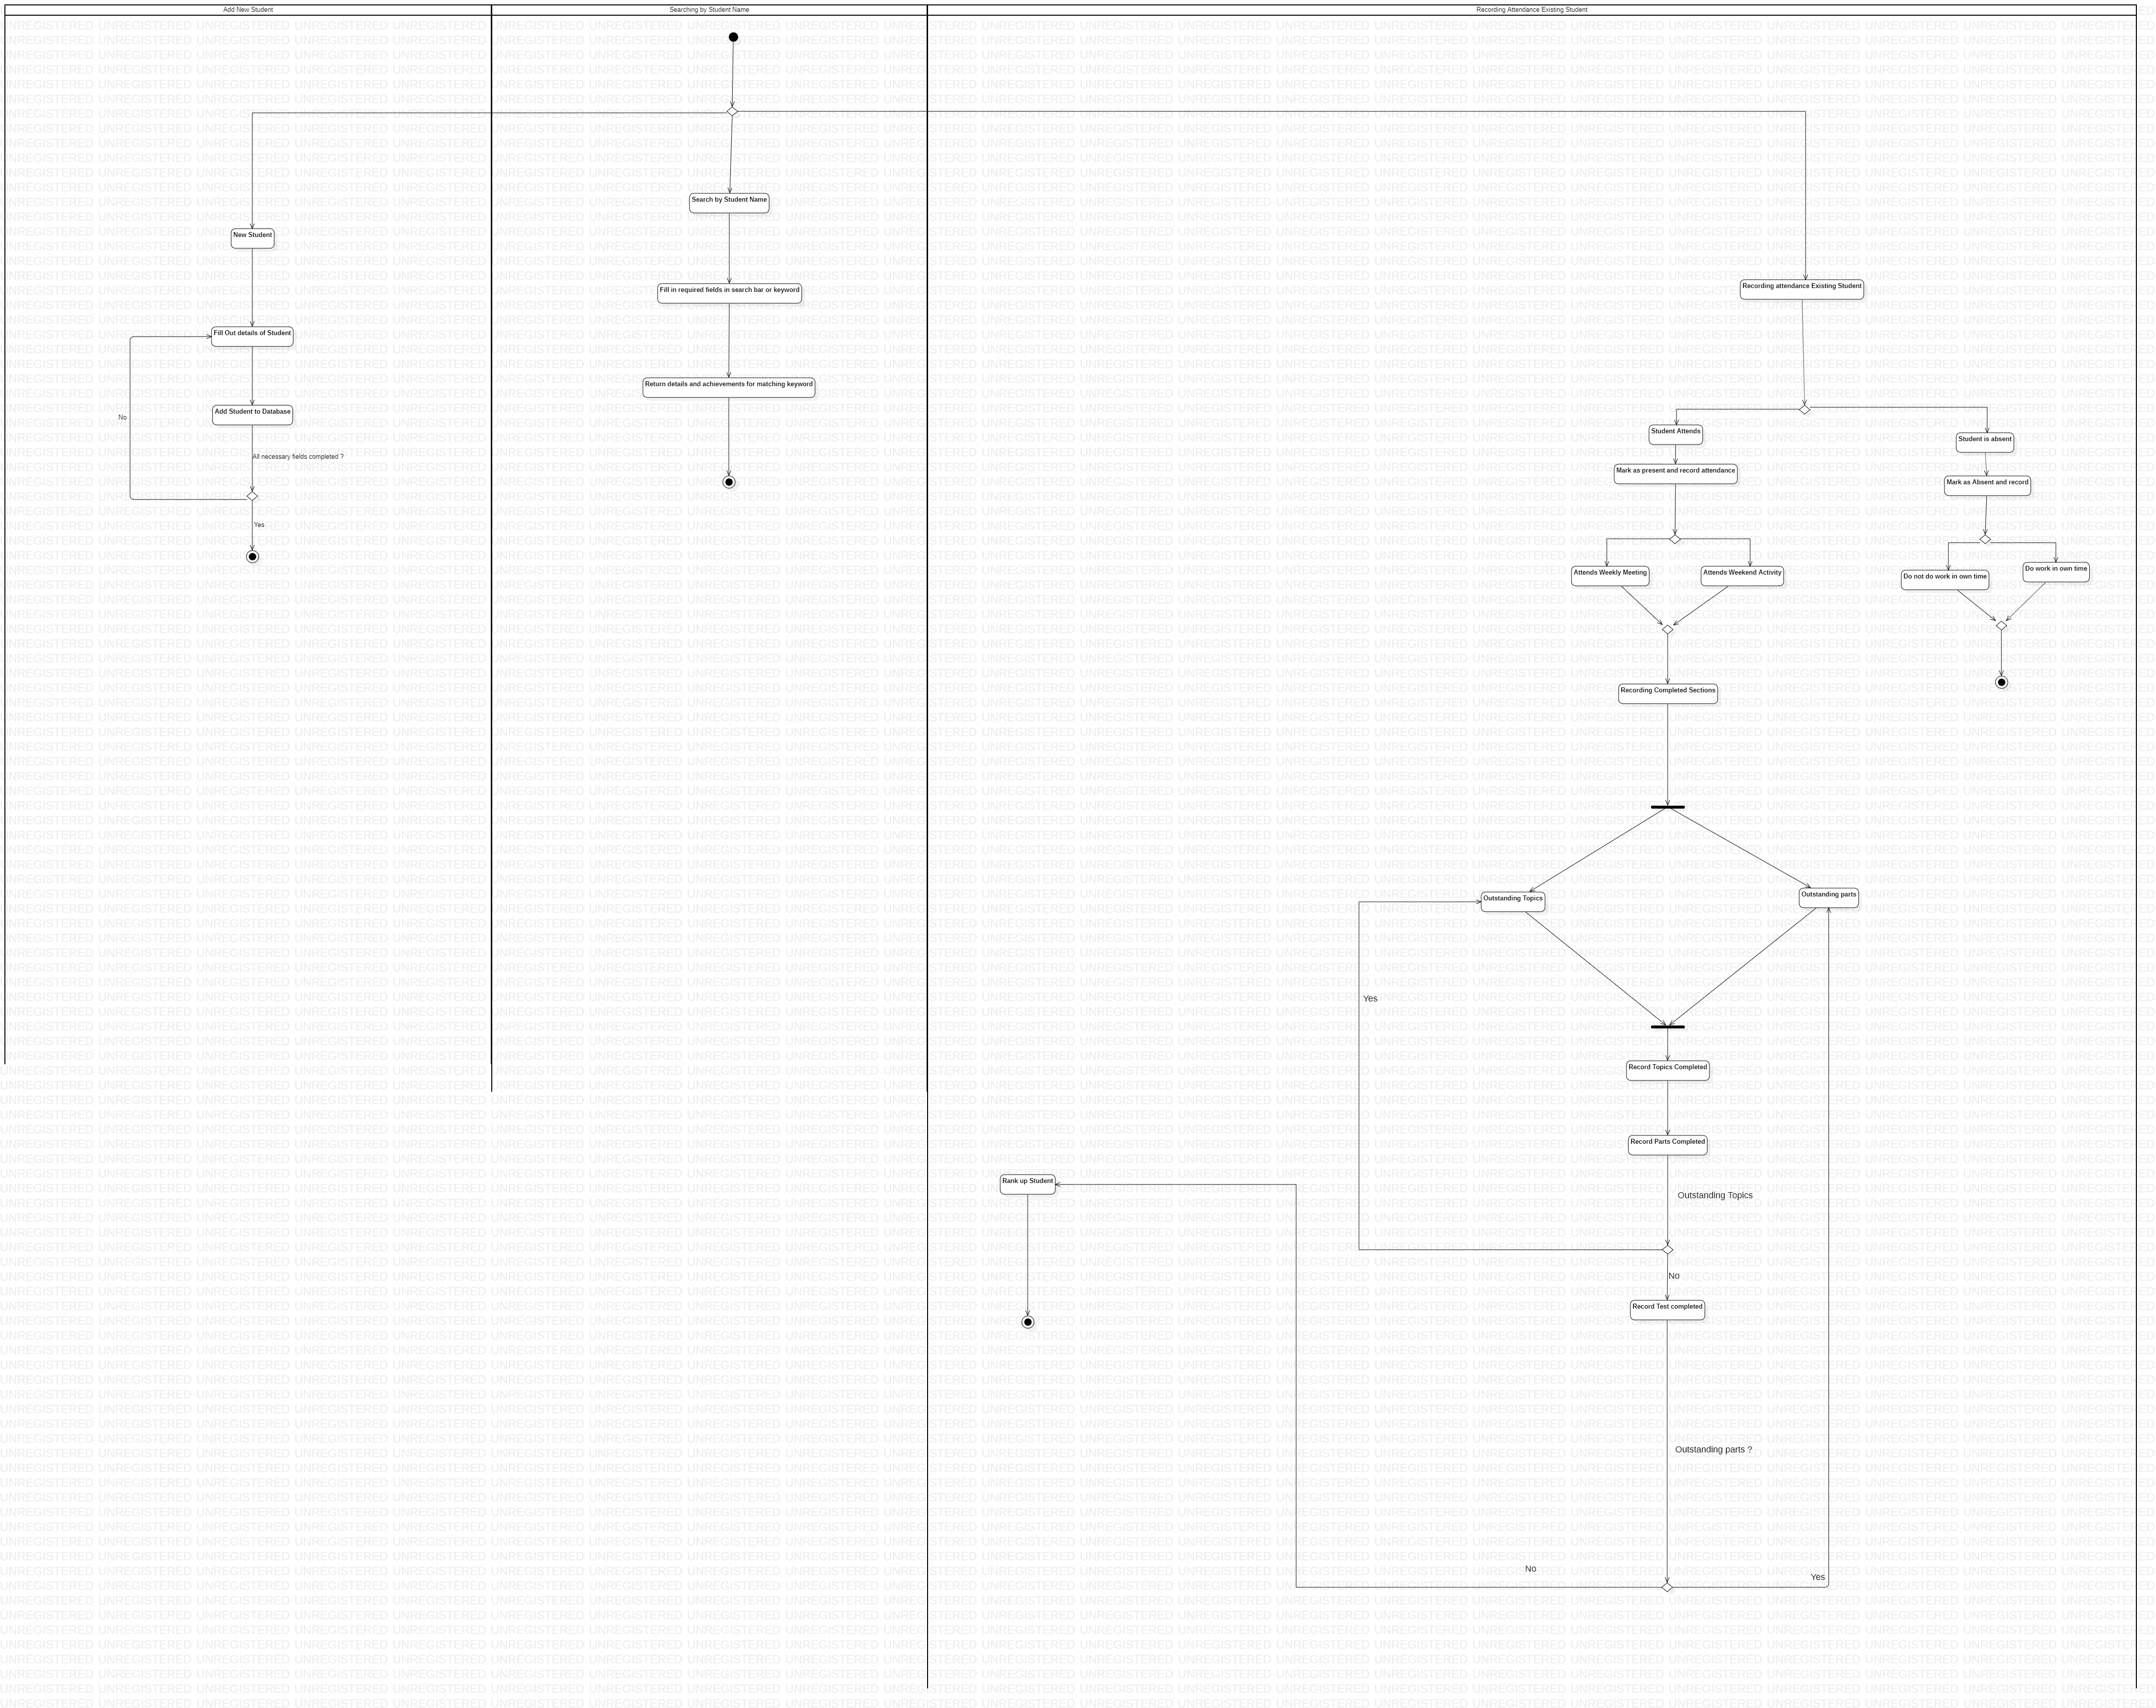 Add New Student
Searching by Student Name
Recording Attendance Existing Student
New Student
Fill Out details of Student
Add Student to Database
All necessary fields completed ?
No
Yes
Search by Student Name
Fill in required fields in search bar or keyword
Return details and achievements for matching keyword
Recording attendance Existing Student
Student Attends
Student is absent
Mark as present and record attendance
Mark as Absent and record
Attends Weekly Meeting
Attends Weekend Activity
Do not do work in own time
Do work in own time
Recording Completed Sections
Outstanding Topics
Outstanding parts
Yes
Record Topics Completed
Record Parts Completed
Rank up Student
Outstanding Topics
No
Record Test completed
Outstanding parts ?
No
Yes
UNREGISTERED